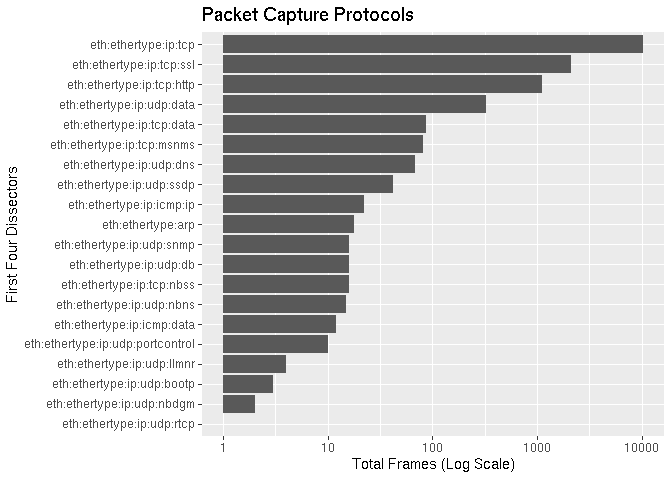 Packet Capture Protocols
First Four Dissectors
eth:ethertype:ip:tcp
eth:ethertype:ip:tcp:ssl
eth:ethertype:ip:tcp:http
eth:ethertype:ip:udp:data
eth:ethertype:ip:tcp:data
eth:ethertype:ip:tcp:msnms
eth:ethertype:ip:udp:dns
eth:ethertype:ip:udp:ssdp
eth:ethertype:ip:icmp:ip
eth:ethertype:arp
eth:ethertype:ip:udp:snmp
eth:ethertype:ip:udp:db
eth:ethertype:ip:tcp:nbss
eth:ethertype:ip:udp:nbns
eth:ethertype:ip:icmp:data
eth:ethertype:ip:udp:portcontrol
eth:ethertype:ip:udp:llmnr
eth:ethertype:ip:udp:bootp
eth:ethertype:ip:udp:nbdgm
eth:ethertype:ip:udp:rtcp
1 10 100 1000 10000
Total Frames (Log Scale)